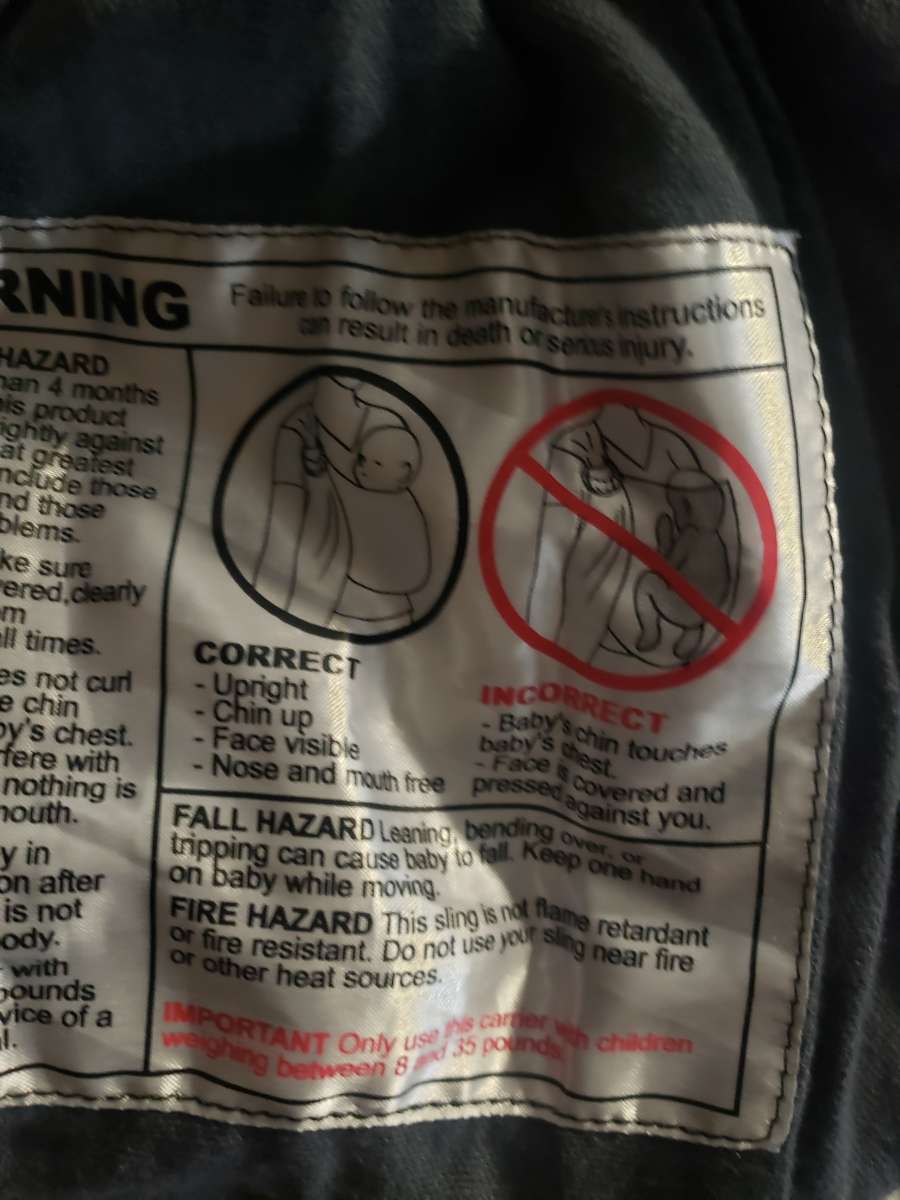 RNING
Failure to follow the manufacture's instructions
can result in death or serious injury.
HAZARD
han 4 months
his product
ightly against
at greatest
nclude those
nd those
blems.
ke sure
ered, clearly
om
ll times.
es not curl
e chin
by's chest.
rfere with
nothing is
mouth.
y in
on after
is not
ody.
with
pounds
vice of a
l.
CORRECT
- Upright
- Chin up
- Face visible
- Nose and mouth free
INCORRECT
- Baby's chin touches
baby's chest.
- Face is covered and
pressed against you.
FALL HAZARD Leaning, bending over, or
tripping can cause baby to fall. Keep one hand
on baby while moving.
FIRE HAZARD This sling is not flame retardant
or fire resistant. Do not use your sling near fire
or other heat sources.
IMPORTANT Only use this carrier with children
weighing between 8 and 35 pounds.